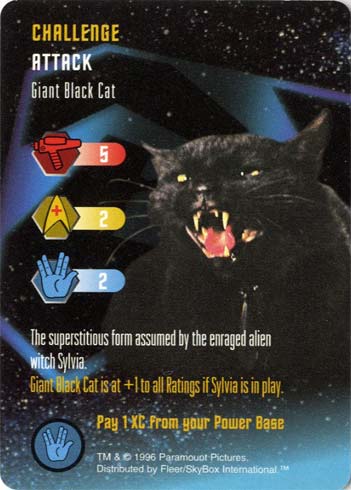 CHALLENGE
ATTACK
Giant Black Cat
5
2
2
The superstitious form assumed by the enraged alien
witch Sylvia.
Giant Black Cat is at +1 to all Ratings if Sylvia is in play.
Pay 1 XC from your Power Base
TM & © 1996 Paramount Pictures.
Distributed by Fleer/SkyBox International.™